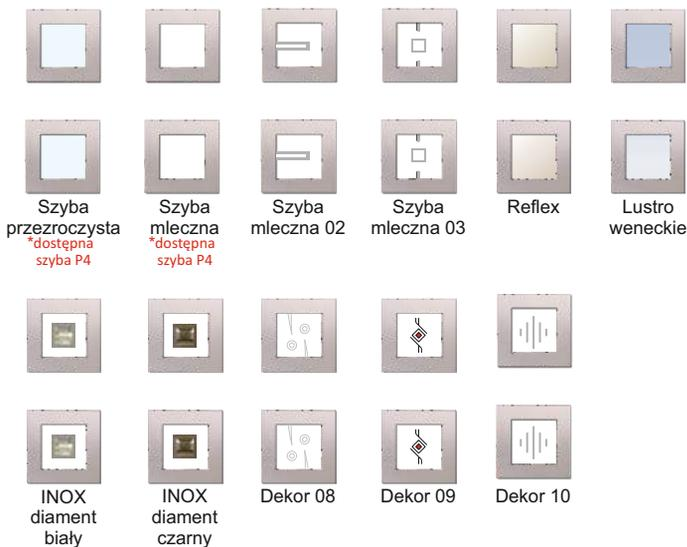 Szyba
przezroczysta
*dostępna
szyba P4
Szyba
mleczna
*dostępna
szyba P4
Szyba
mleczna 02
Szyba
mleczna 03
Reflex
Lustro
weneckie
INOX
diament
biały
INOX
diament
czarny
Dekor 08
Dekor 09
Dekor 10